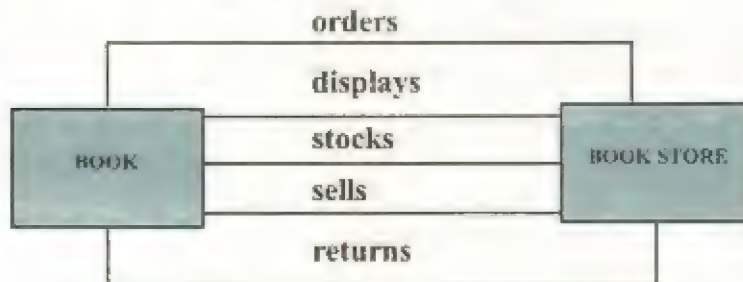 orders
displays
BOOK
stocks
BOOK STORE
sells
returns